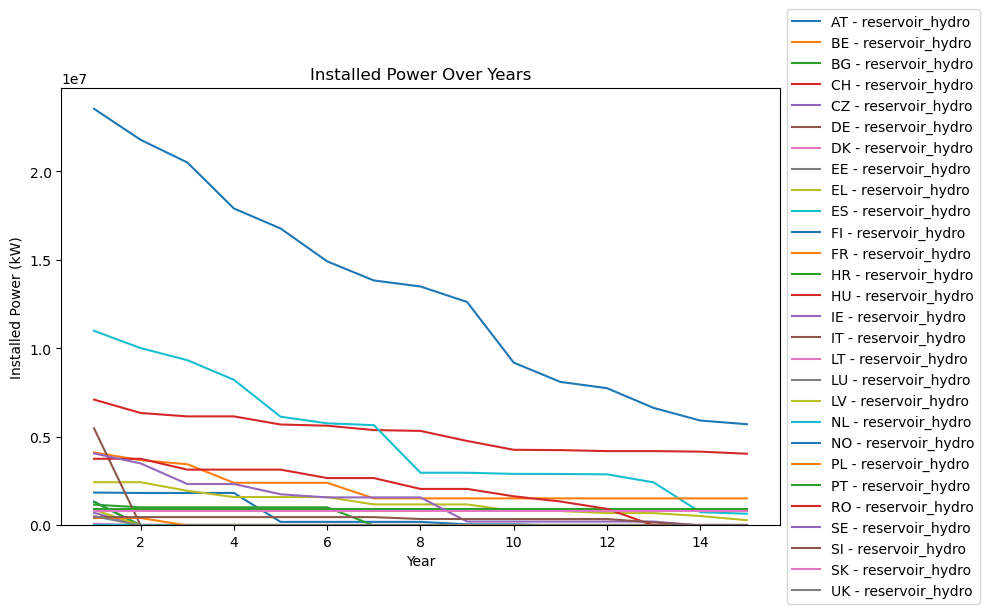 Installed Power Over Years
1e7
Installed Power (kW)
2.0
1.5
1.0
0.5
0.0
2
4
6
8
10
12
14
Year
AT - reservoir_hydro
BE - reservoir_hydro
BG - reservoir_hydro
CH - reservoir_hydro
CZ - reservoir_hydro
DE - reservoir_hydro
DK - reservoir_hydro
EE - reservoir_hydro
EL - reservoir_hydro
ES - reservoir_hydro
FI - reservoir_hydro
FR - reservoir_hydro
HR - reservoir_hydro
HU - reservoir_hydro
IE - reservoir_hydro
IT - reservoir_hydro
LT - reservoir_hydro
LU - reservoir_hydro
LV - reservoir_hydro
NL - reservoir_hydro
NO - reservoir_hydro
PL - reservoir_hydro
PT - reservoir_hydro
RO - reservoir_hydro
SE - reservoir_hydro
SI - reservoir_hydro
SK - reservoir_hydro
UK - reservoir_hydro